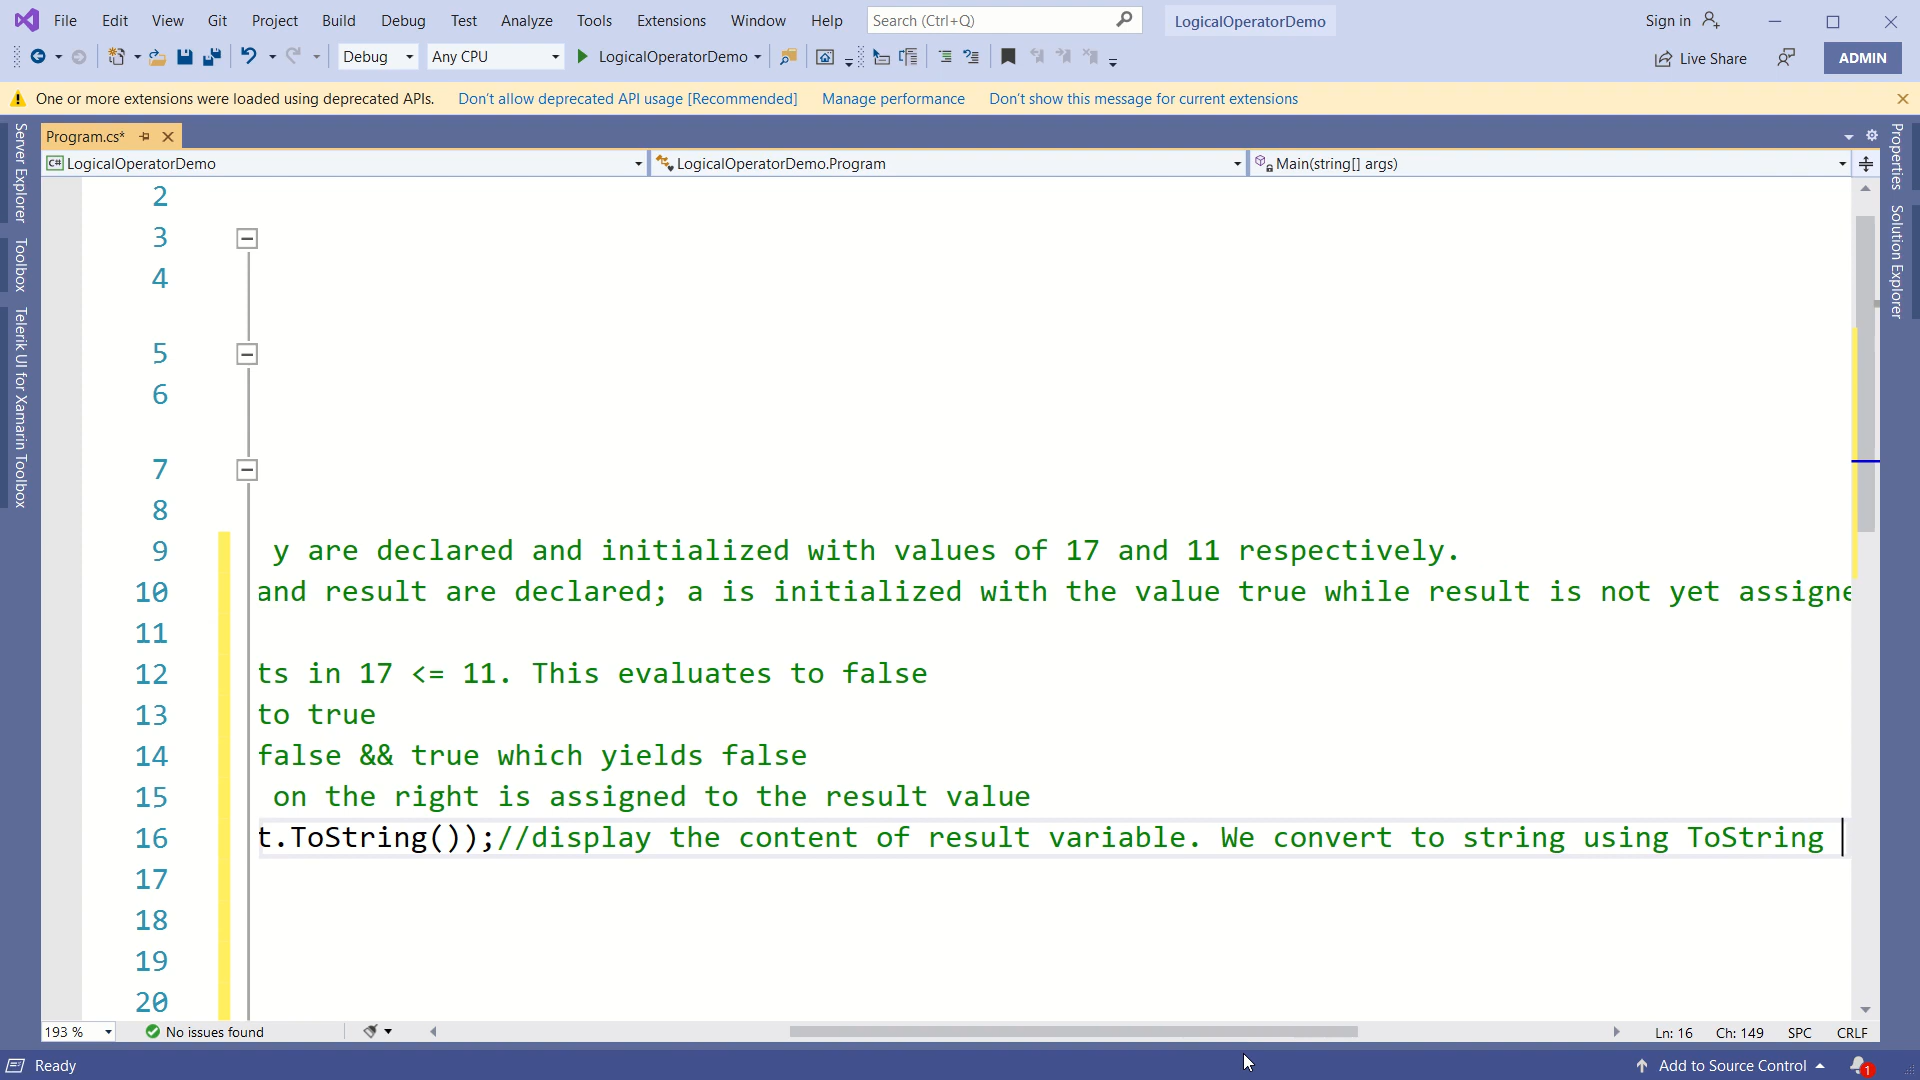 File Edit View Git Project Build Debug Test Analyze Tools Extensions Window Help Search (Ctrl+Q) LogicalOperatorDemo Sign in
Debug Any CPU LogicalOperatorDemo Live Share ADMIN
One or more extensions were loaded using deprecated APIs. Don't allow deprecated API usage [Recommended] Manage performance Don't show this message for current extensions
Server Explorer
Toolbox
Telerik UI for Xamarin Toolbox
Program.cs*
C# LogicalOperatorDemo LogicalOperatorDemo.Program Main(string[] args)
2
3
4
5
6
7
8
9 y are declared and initialized with values of 17 and 11 respectively.
10 and result are declared; a is initialized with the value true while result is not yet assigne
11
12 ts in 17 <= 11. This evaluates to false
13 to true
14 false && true which yields false
15 on the right is assigned to the result value
16 t.ToString());//display the content of result variable. We convert to string using ToString
17
18
19
20
Properties
Solution Explorer
193 % No issues found Ln: 16 Ch: 149 SPC CRLF
Ready Add to Source Control 1